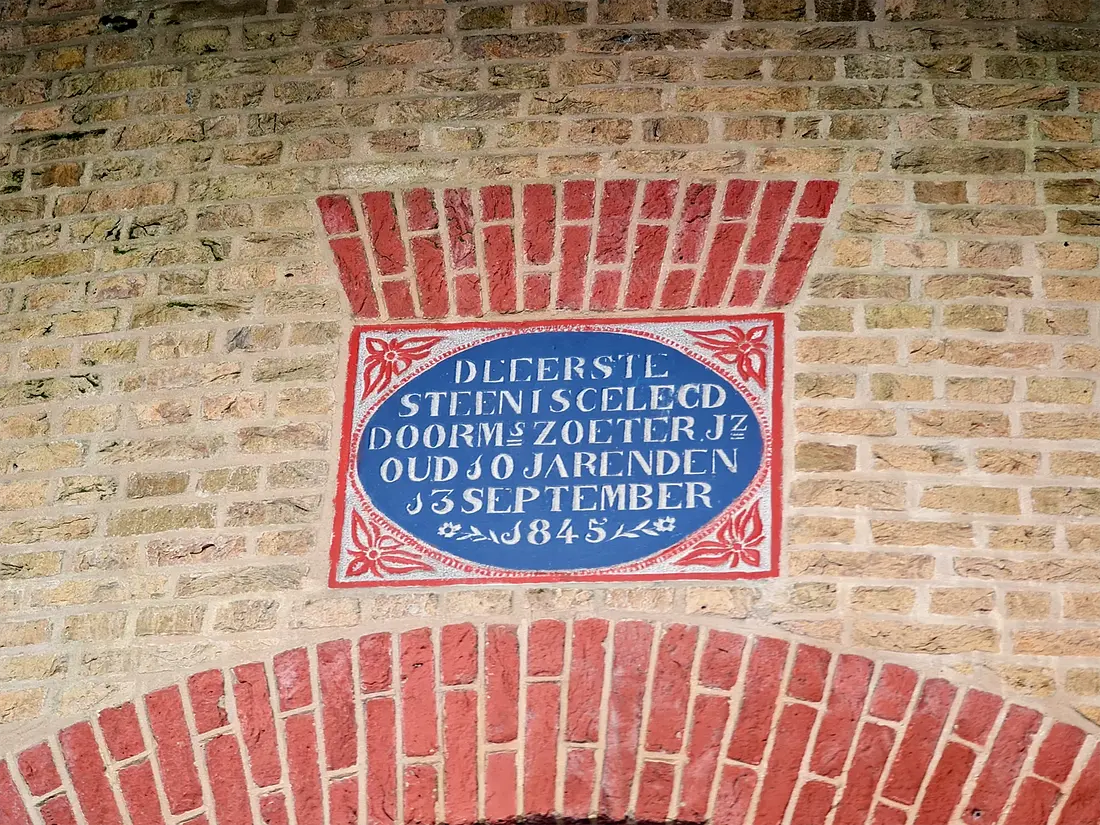 DE EERSTE
STEEN IS GELEGD
DOOR Ms ZOETER Jz
OUD 10 JAREN DEN
13 SEPTEMBER
1845